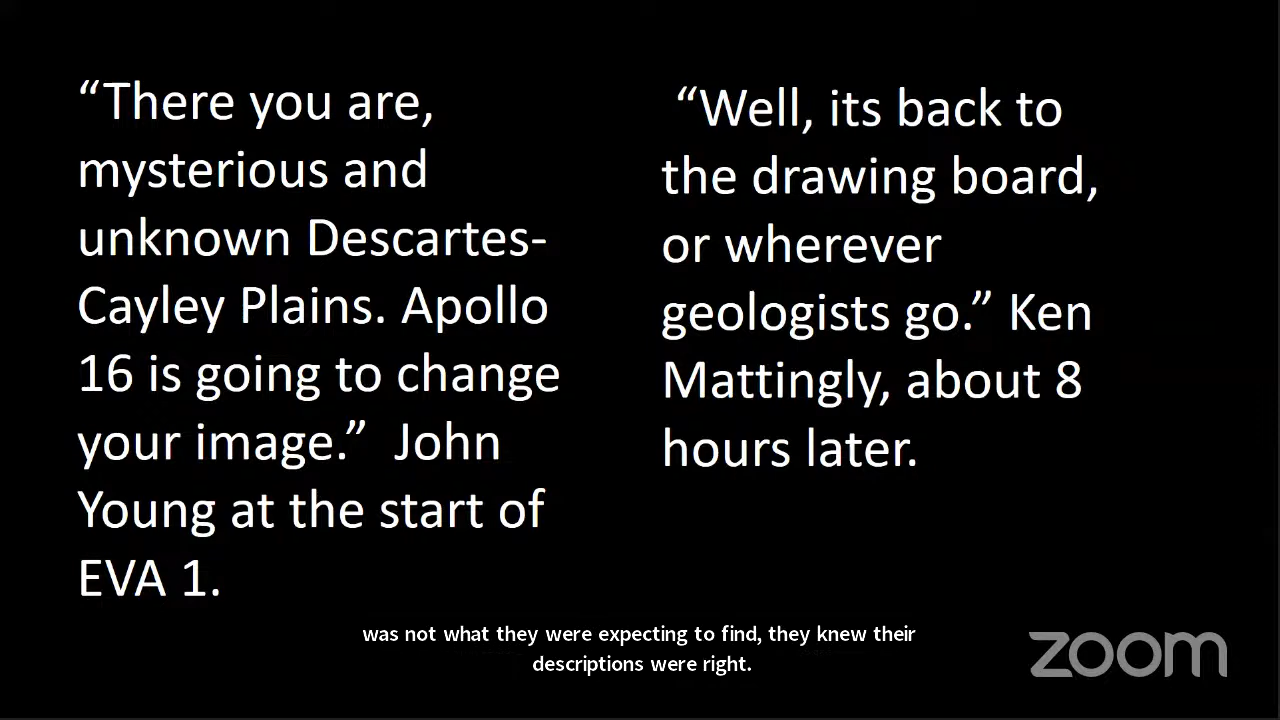 “There you are,
mysterious and
unknown Descartes-
Cayley Plains. Apollo
16 is going to change
your image.”  John
Young at the start of
EVA 1.
“Well, its back to
the drawing board,
or wherever
geologists go.” Ken
Mattingly, about 8
hours later.
was not what they were expecting to find, they knew their
descriptions were right.
zoom